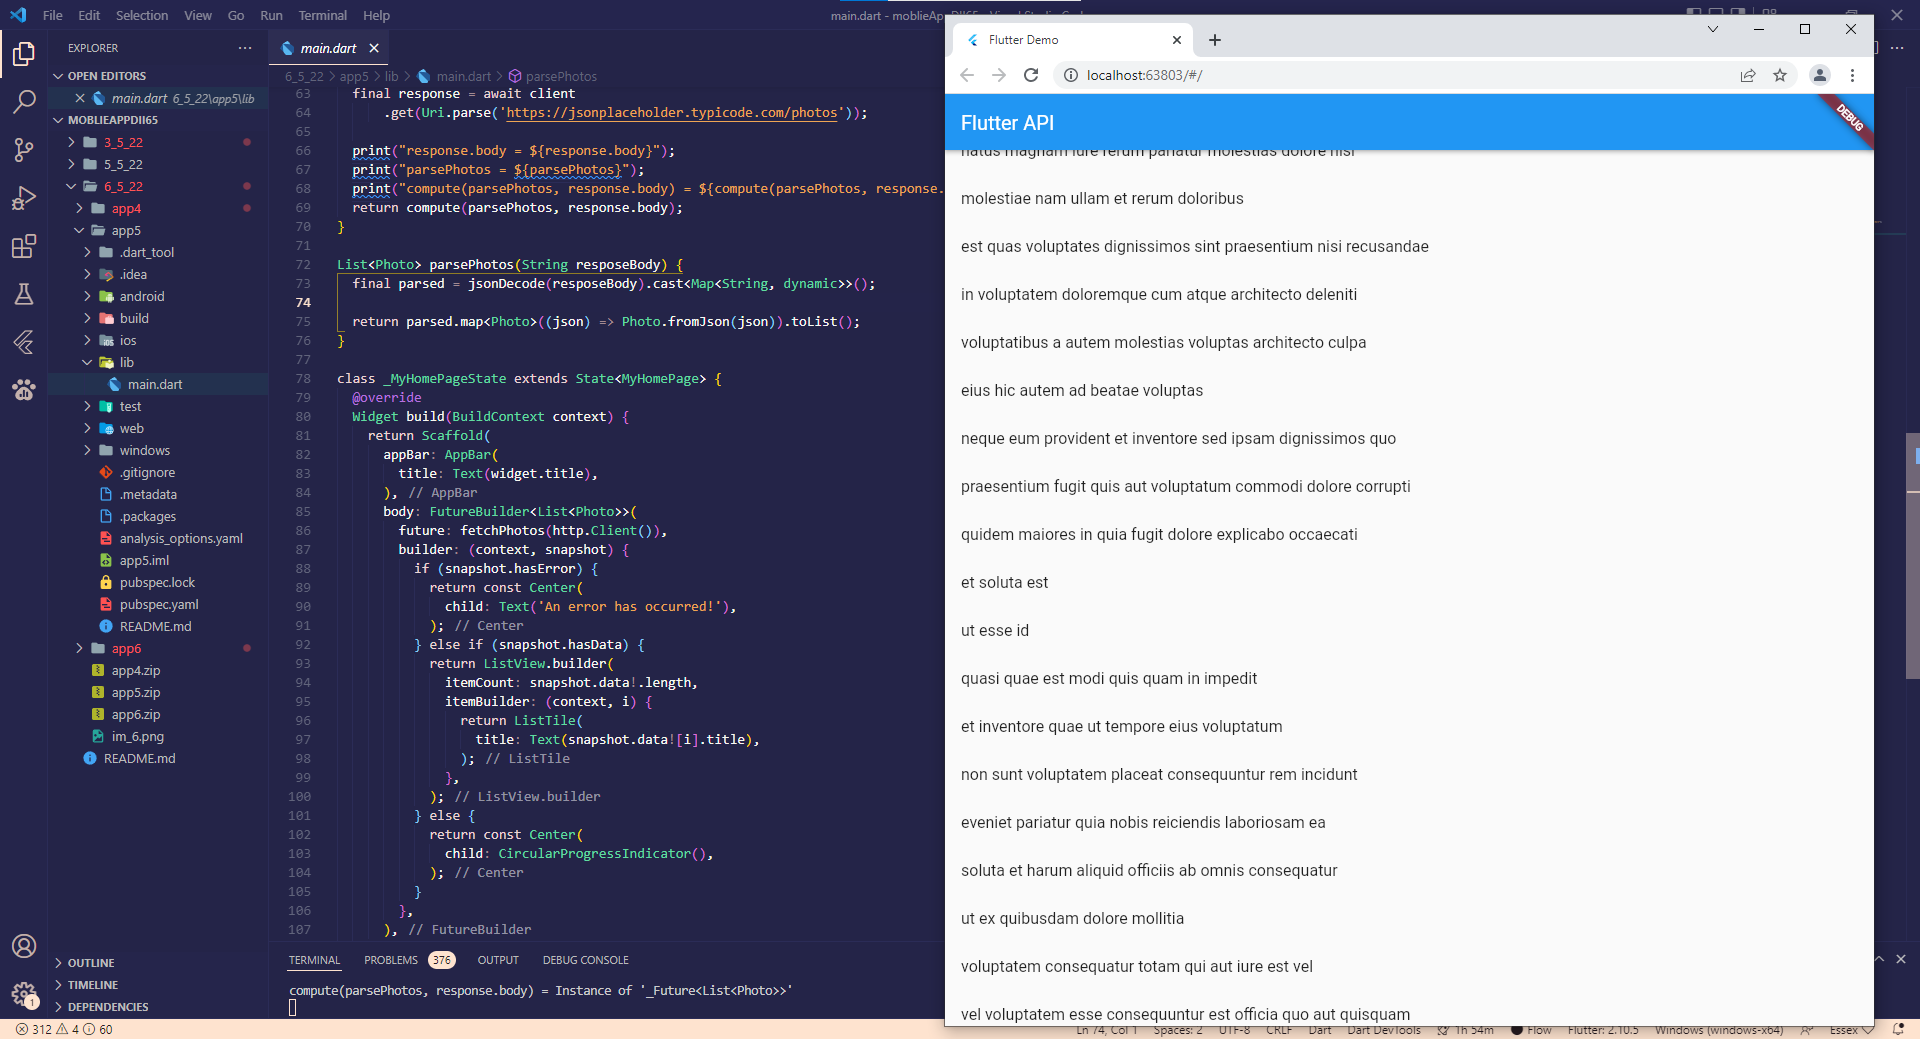 File Edit Selection View Go Run Terminal Help
main.dart - moblieAp
EXPLORER
OPEN EDITORS
main.dart 6_5_22\app5\lib
MOBLIEAPPDII65
3_5_22
5_5_22
6_5_22
app4
app5
.dart_tool
.idea
android
build
ios
lib
main.dart
test
web
windows
.gitignore
.metadata
.packages
analysis_options.yaml
app5.iml
pubspec.lock
pubspec.yaml
README.md
app6
app4.zip
app5.zip
app6.zip
im_6.png
README.md
OUTLINE
TIMELINE
DEPENDENCIES
main.dart
6_5_22 > app5 > lib > main.dart > parsePhotos
63 final response = await client
64 .get(Uri.parse('https://jsonplaceholder.typicode.com/photos'));
65
66 print("response.body = ${response.body}");
67 print("parsePhotos = ${parsePhotos}");
68 print("compute(parsePhotos, response.body) = ${compute(parsePhotos, response.
69 return compute(parsePhotos, response.body);
70 }
71
72 List<Photo> parsePhotos(String resposeBody) {
73 final parsed = jsonDecode(resposeBody).cast<Map<String, dynamic>>();
74
75 return parsed.map<Photo>((json) => Photo.fromJson(json)).toList();
76 }
77
78 class _MyHomePageState extends State<MyHomePage> {
79 @override
80 Widget build(BuildContext context) {
81 return Scaffold(
82 appBar: AppBar(
83 title: Text(widget.title),
84 ), // AppBar
85 body: FutureBuilder<List<Photo>>(
86 future: fetchPhotos(http.Client()),
87 builder: (context, snapshot) {
88 if (snapshot.hasError) {
89 return const Center(
90 child: Text('An error has occurred!'),
91 ); // Center
92 } else if (snapshot.hasData) {
93 return ListView.builder(
94 itemCount: snapshot.data!.length,
95 itemBuilder: (context, i) {
96 return ListTile(
97 title: Text(snapshot.data![i].title),
98 ); // ListTile
99 },
100 ); // ListView.builder
101 } else {
102 return const Center(
103 child: CircularProgressIndicator(),
104 ); // Center
105 }
106 },
107 ), // FutureBuilder
TERMINAL PROBLEMS 376 OUTPUT DEBUG CONSOLE
compute(parsePhotos, response.body) = Instance of '_Future<List<Photo>>'
Flutter Demo
localhost:63803/#/
Flutter API
DEBUG
natus magnam iure rerum pariatur molestias dolore nisi
molestiae nam ullam et rerum doloribus
est quas voluptates dignissimos sint praesentium nisi recusandae
in voluptatem doloremque cum atque architecto deleniti
voluptatibus a autem molestias voluptas architecto culpa
eius hic autem ad beatae voluptas
neque eum provident et inventore sed ipsam dignissimos quo
praesentium fugit quis aut voluptatum commodi dolore corrupti
quidem maiores in quia fugit dolore explicabo occaecati
et soluta est
ut esse id
quasi quae est modi quis quam in impedit
et inventore quae ut tempore eius voluptatum
non sunt voluptatem placeat consequuntur rem incidunt
eveniet pariatur quia nobis reiciendis laboriosam ea
soluta et harum aliquid officiis ab omnis consequatur
ut ex quibusdam dolore mollitia
voluptatem consequatur totam qui aut iure est vel
vel voluptatem esse consequuntur est officia quo aut quisquam
1
312 4 60 Ln 74, Col 1 Spaces: 2 UTF-8 CRLF Dart Dart DevTools 1h 54m Flow Flutter: 2.10.5 Windows (windows-x64) Essex